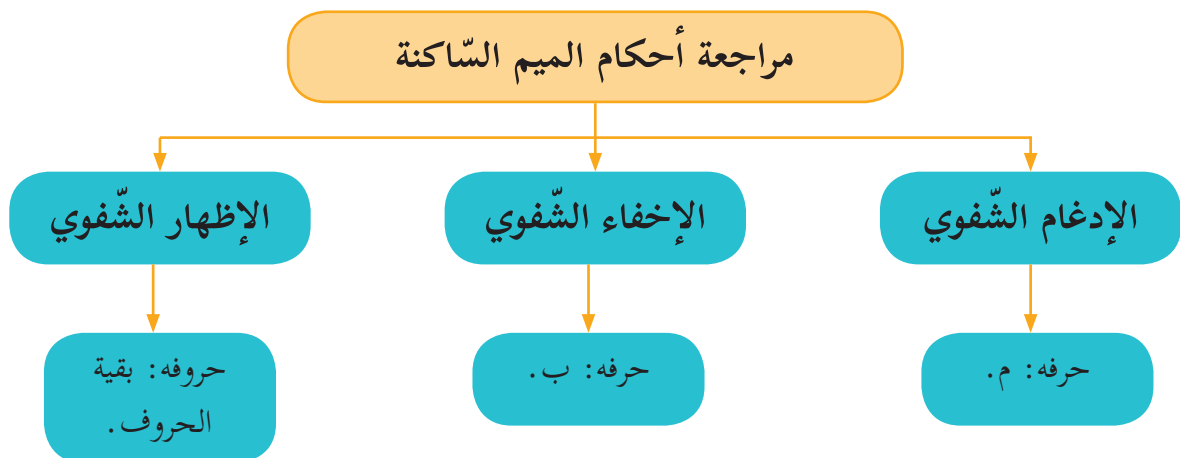 مراجعة أحكام الميم السّاكنة
الإدغام الشّفوي
الإخفاء الشّفوي
الإظهار الشّفوي
حرفه: م.
حرفه: ب.
حروفه: بقية
الحروف.